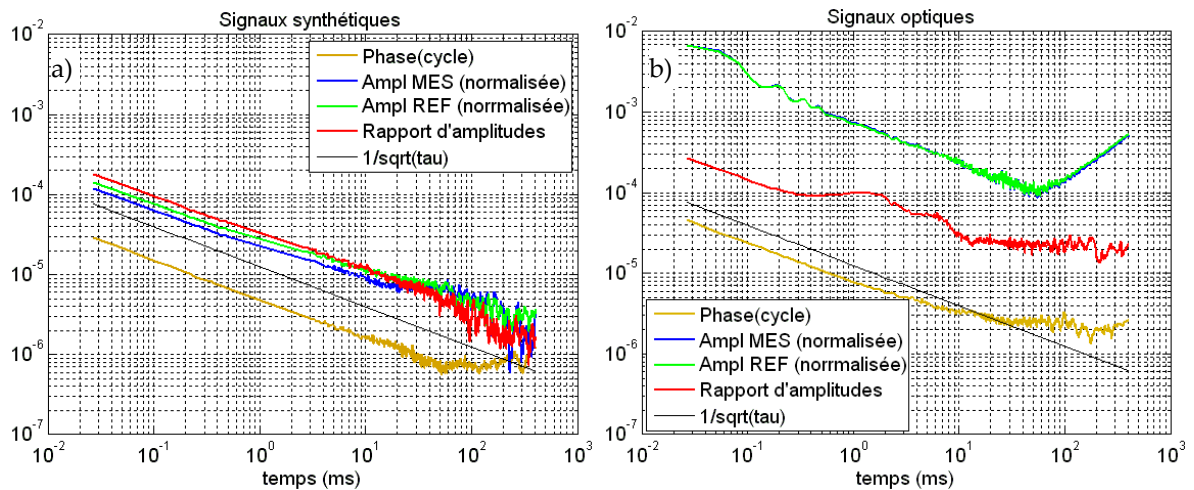 Signaux synthétiques
a)
10^-2
10^-3
10^-4
10^-5
10^-6
10^-7
Phase(cycle)
Ampl MES (normalisée)
Ampl REF (norrmalisée)
Rapport d'amplitudes
1/sqrt(tau)
10^-2
10^-1
10^0
10^1
10^2
10^3
temps (ms)
Signaux optiques
b)
10^-2
10^-3
10^-4
10^-5
10^-6
10^-7
Phase(cycle)
Ampl MES (normalisée)
Ampl REF (norrmalisée)
Rapport d'amplitudes
1/sqrt(tau)
10^-2
10^-1
10^0
10^1
10^2
10^3
temps (ms)